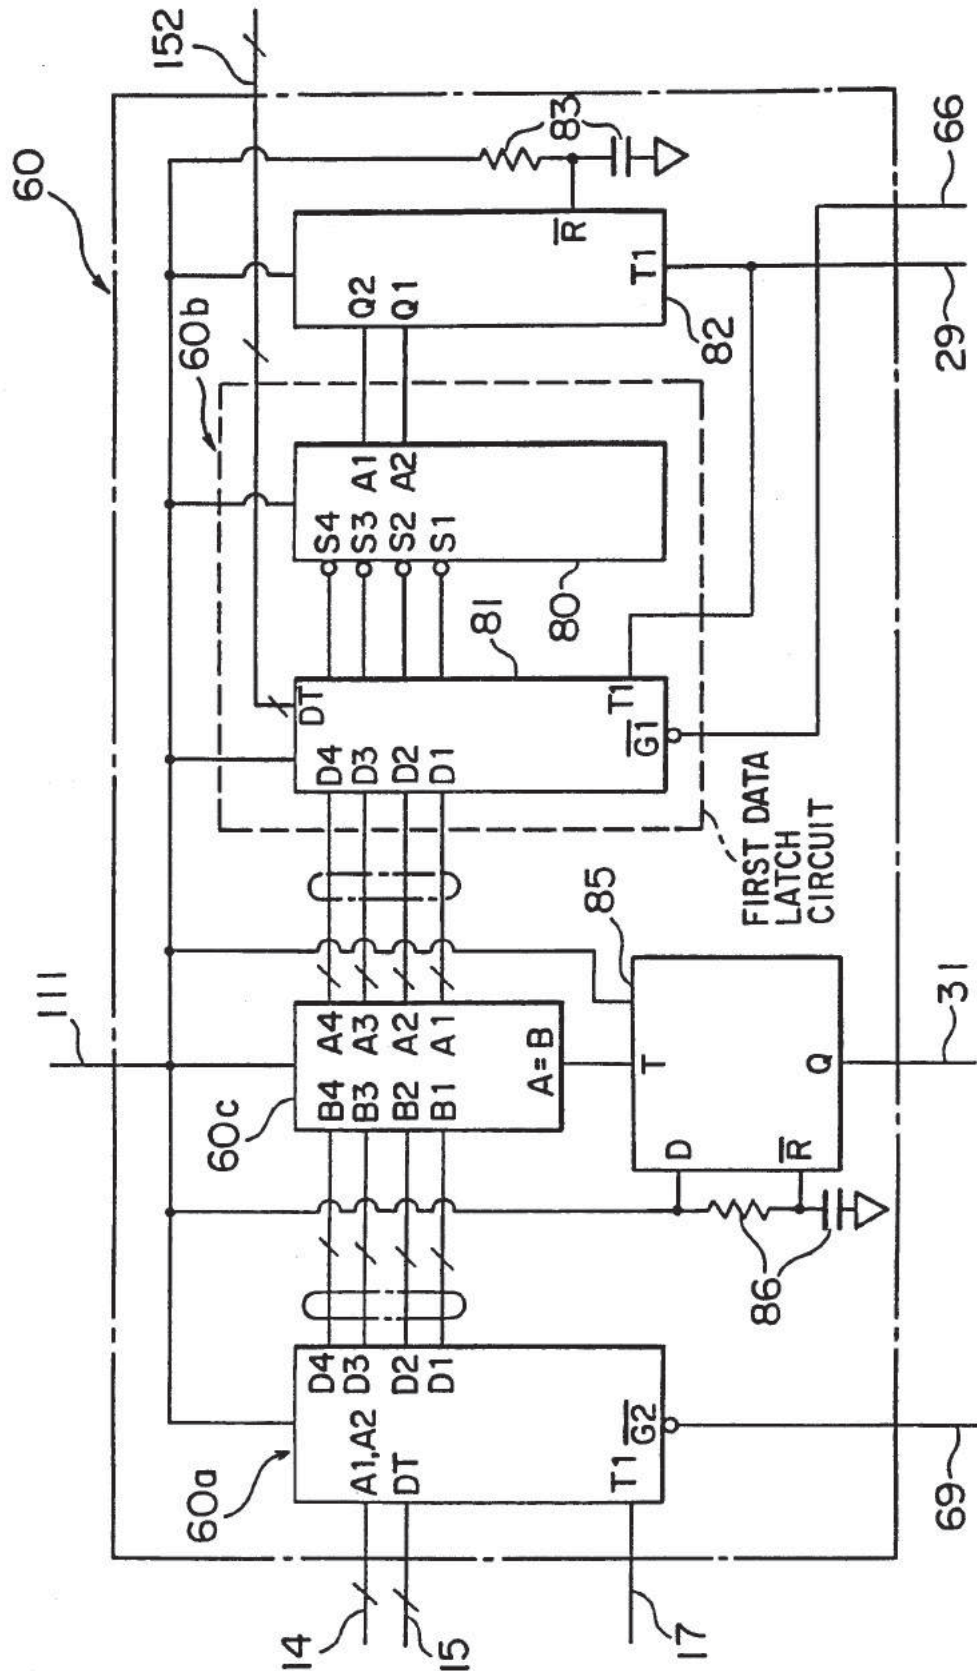 60
111
152
60b
60c
60a
A1,A2
DT
D4
D3
D2
D1
T1
G2
B4 A4
B3 A3
B2 A2
B1 A1
A=B
85
T
D
R
Q
86
D4
D3
D2
D1
DT
T1
G1
81
S4
S3
S2
S1
A1
A2
80
Q2
Q1
R
T1
82
83
FIRST DATA
LATCH
CIRCUIT
14
15
17
69
31
29
66